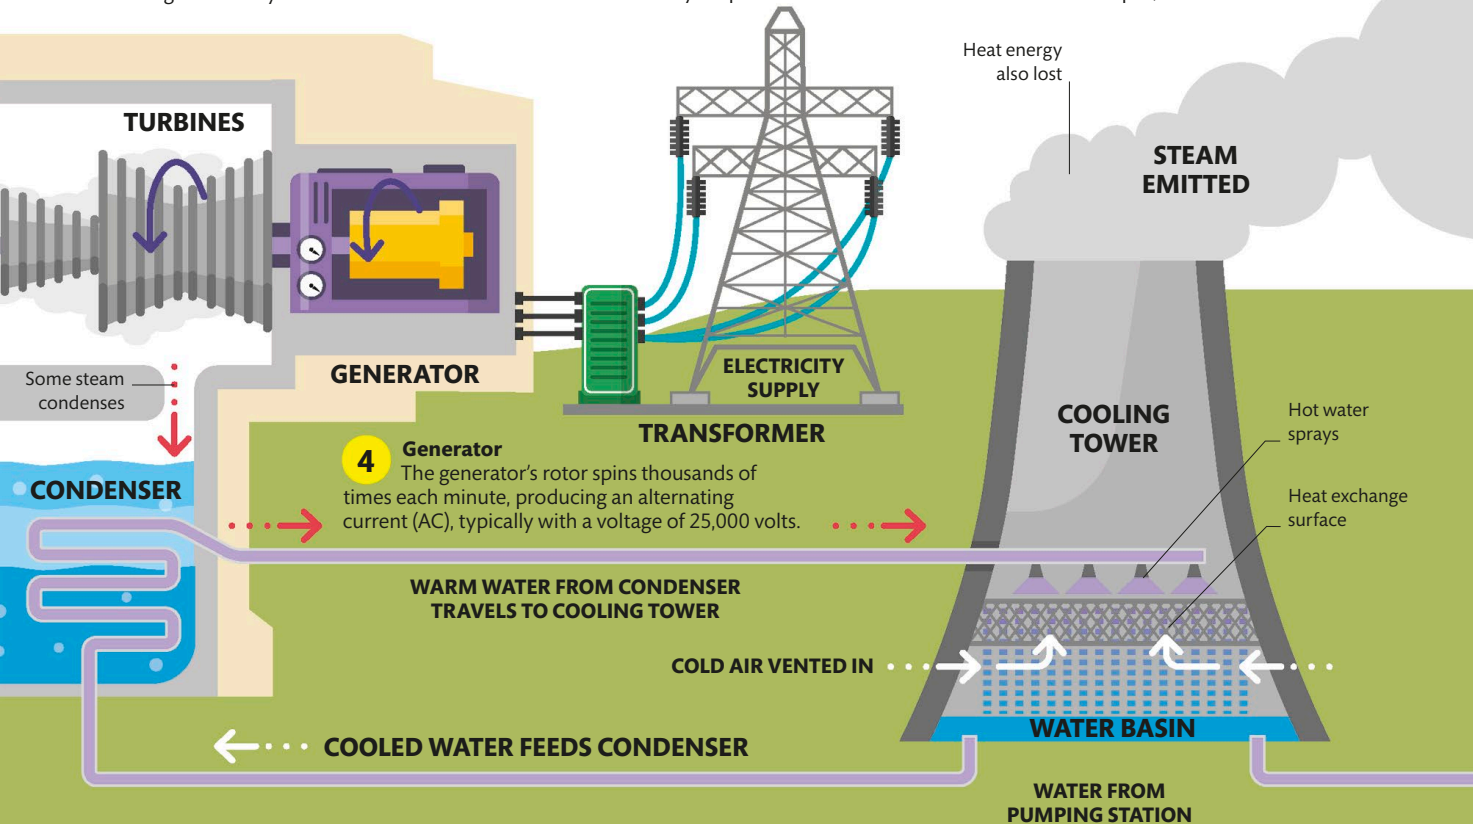 Heat energy
also lost
TURBINES
STEAM
EMITTED
Some steam
condenses
GENERATOR
ELECTRICITY
SUPPLY
TRANSFORMER
COOLING
TOWER
Hot water
sprays
Heat exchange
surface
CONDENSER
4 Generator
The generator's rotor spins thousands of
times each minute, producing an alternating
current (AC), typically with a voltage of 25,000 volts.
WARM WATER FROM CONDENSER
TRAVELS TO COOLING TOWER
COLD AIR VENTED IN
WATER BASIN
COOLED WATER FEEDS CONDENSER
WATER FROM
PUMPING STATION